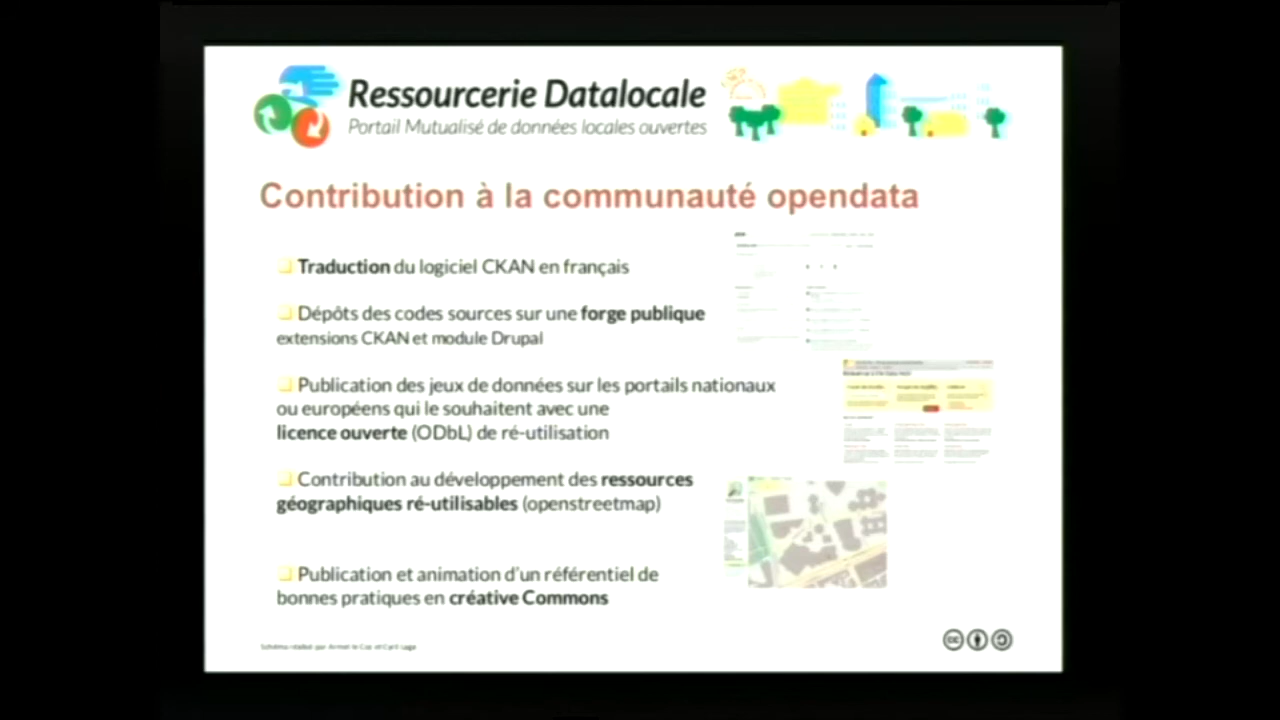 Ressourcerie Datalocale
Portail Mutualisé de données locales ouvertes
Contribution à la communauté opendata
Traduction du logiciel CKAN en français
Dépôts des codes sources sur une forge publique
extensions CKAN et module Drupal
Publication des jeux de données sur les portails nationaux
ou européens qui le souhaitent avec une
licence ouverte (ODbL) de ré-utilisation
Contribution au développement des ressources
géographiques ré-utilisables (openstreetmap)
Publication et animation d'un référentiel de
bonnes pratiques en créative Commons
cc